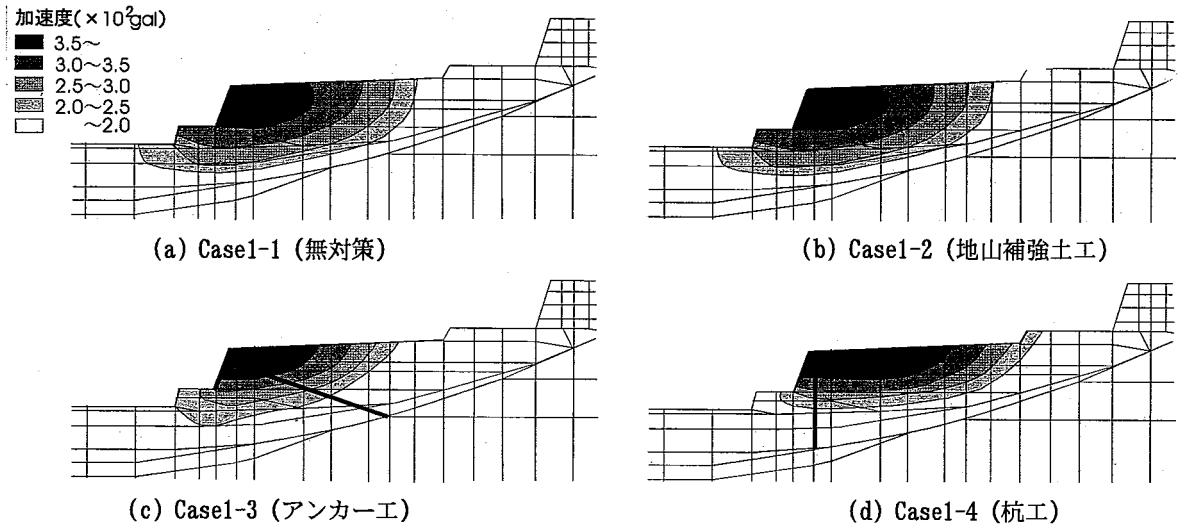 加速度(×10²gal)
3.5～
3.0～3.5
2.5～3.0
2.0～2.5
～2.0
(a) Case1-1 (無対策)
(b) Case1-2 (地山補強土工)
(c) Case1-3 (アンカー工)
(d) Case1-4 (杭工)